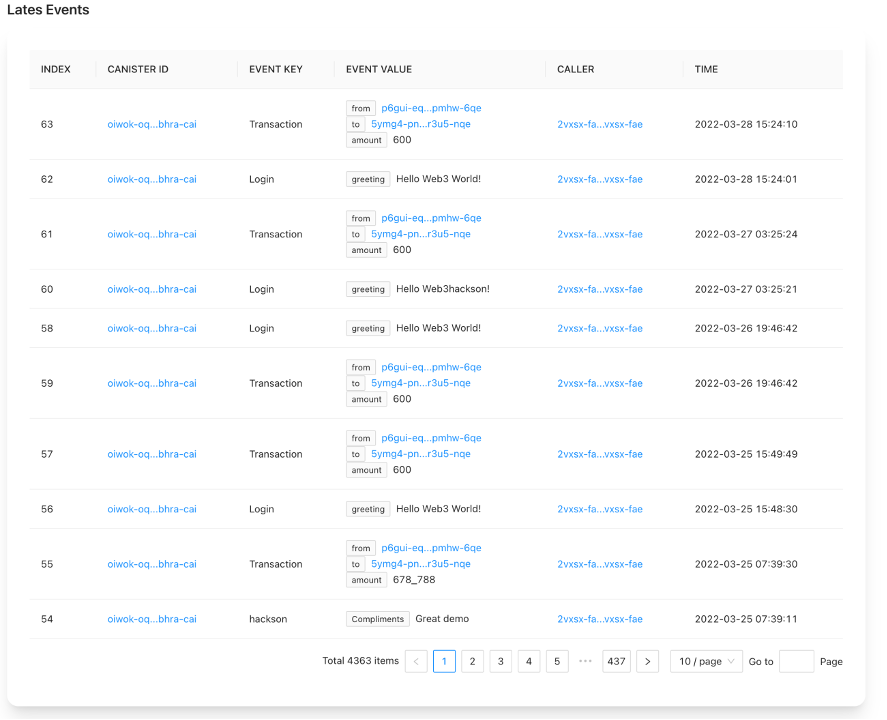 Lates Events
INDEX CANISTER ID EVENT KEY EVENT VALUE CALLER TIME
from p6gui-eq...pmhw-6qe
63 oiwok-oq...bhra-cai Transaction to 5ymg4-pn...r3u5-nqe 2vxsx-fa...vxsx-fae 2022-03-28 15:24:10
amount 600
62 oiwok-oq...bhra-cai Login greeting Hello Web3 World! 2vxsx-fa...vxsx-fae 2022-03-28 15:24:01
from p6gui-eq...pmhw-6qe
61 oiwok-oq...bhra-cai Transaction to 5ymg4-pn...r3u5-nqe 2vxsx-fa...vxsx-fae 2022-03-27 03:25:24
amount 600
60 oiwok-oq...bhra-cai Login greeting Hello Web3hackson! 2vxsx-fa...vxsx-fae 2022-03-27 03:25:21
58 oiwok-oq...bhra-cai Login greeting Hello Web3 World! 2vxsx-fa...vxsx-fae 2022-03-26 19:46:42
from p6gui-eq...pmhw-6qe
59 oiwok-oq...bhra-cai Transaction to 5ymg4-pn...r3u5-nqe 2vxsx-fa...vxsx-fae 2022-03-26 19:46:42
amount 600
from p6gui-eq...pmhw-6qe
57 oiwok-oq...bhra-cai Transaction to 5ymg4-pn...r3u5-nqe 2vxsx-fa...vxsx-fae 2022-03-25 15:49:49
amount 600
56 oiwok-oq...bhra-cai Login greeting Hello Web3 World! 2vxsx-fa...vxsx-fae 2022-03-25 15:48:30
from p6gui-eq...pmhw-6qe
55 oiwok-oq...bhra-cai Transaction to 5ymg4-pn...r3u5-nqe 2vxsx-fa...vxsx-fae 2022-03-25 07:39:30
amount 678_788
54 oiwok-oq...bhra-cai hackson Compliments Great demo 2vxsx-fa...vxsx-fae 2022-03-25 07:39:11
Total 4363 items < 1 2 3 4 5 ••• 437 > 10 / page Go to Page